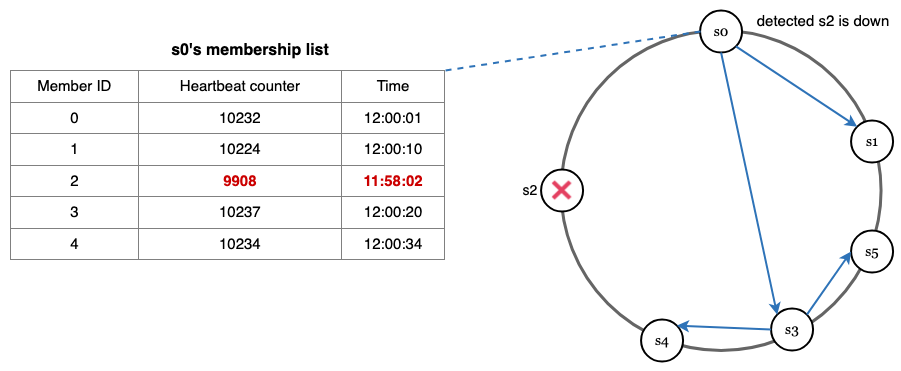 detected s2 is down
s0's membership list
Member ID Heartbeat counter Time
0 10232 12:00:01
1 10224 12:00:10
2 9908 11:58:02
3 10237 12:00:20
4 10234 12:00:34
s0
s1
s2
s5
s3
s4